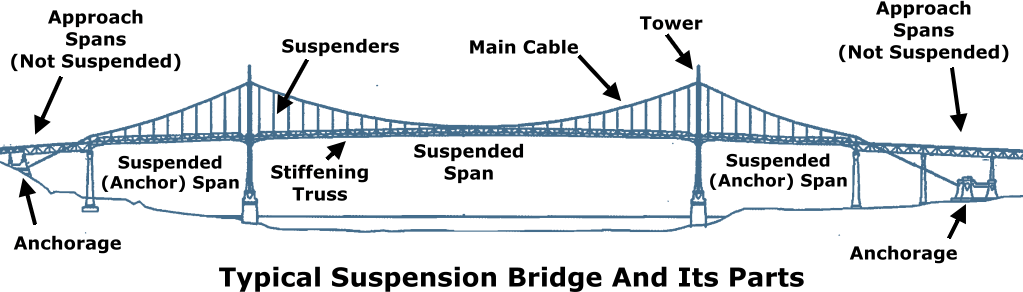 Approach
Spans
(Not Suspended)
Suspenders
Main Cable
Tower
Approach
Spans
(Not Suspended)
Suspended
(Anchor) Span
Stiffening
Truss
Suspended
Span
Suspended
(Anchor) Span
Anchorage
Anchorage
Typical Suspension Bridge And Its Parts